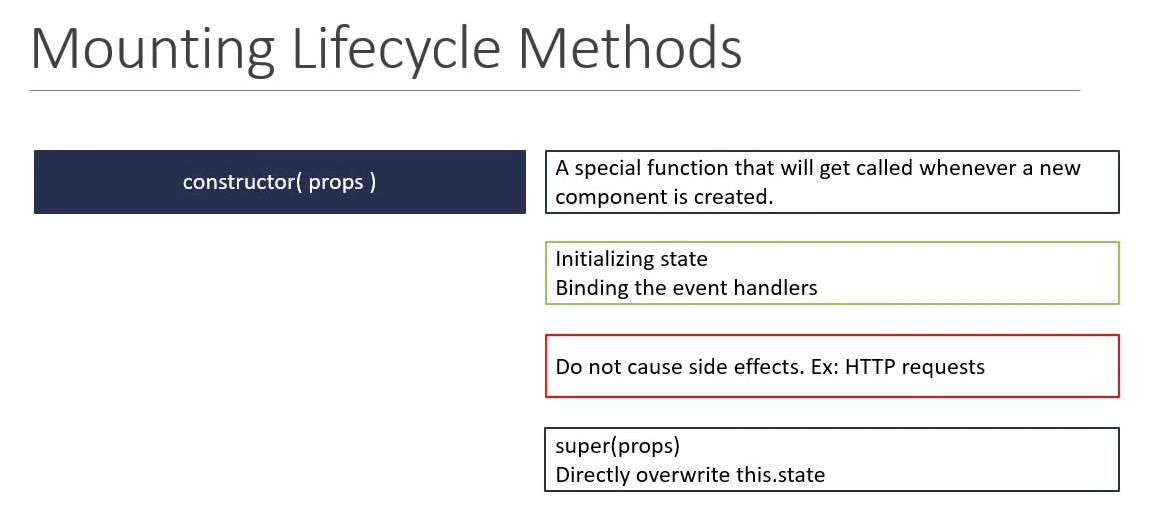 Mounting Lifecycle Methods
constructor( props )
A special function that will get called whenever a new
component is created.
Initializing state
Binding the event handlers
Do not cause side effects. Ex: HTTP requests
super(props)
Directly overwrite this.state